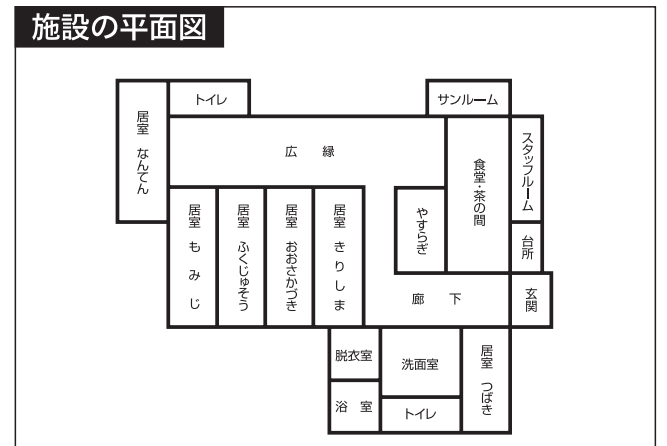 施設の平面図
トイレ
サンルーム
居室 なんてん
広 縁
食堂・茶の間
スタッフルーム
居室 もみじ
居室 ふくじゅそう
居室 おおさかづき
居室 きりしま
やすらぎ
台所
廊 下
玄関
脱衣室
洗面室
居室 つばき
浴 室
トイレ